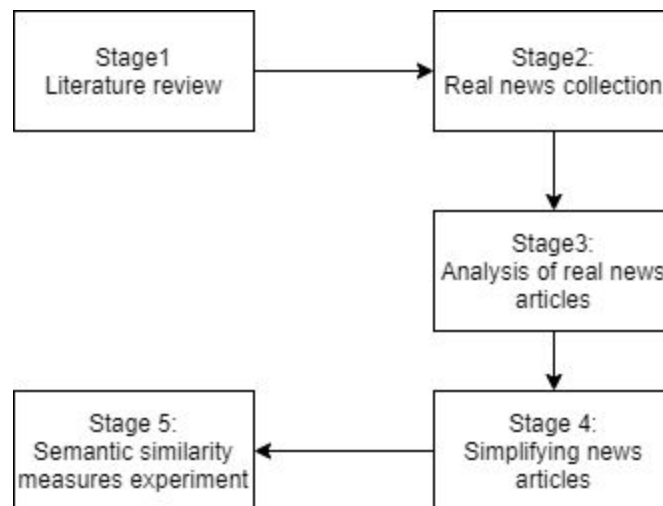 Stage1
Literature review
Stage2:
Real news collection
Stage3:
Analysis of real news
articles
Stage 4:
Simplifying news
articles
Stage 5:
Semantic similarity
measures experiment